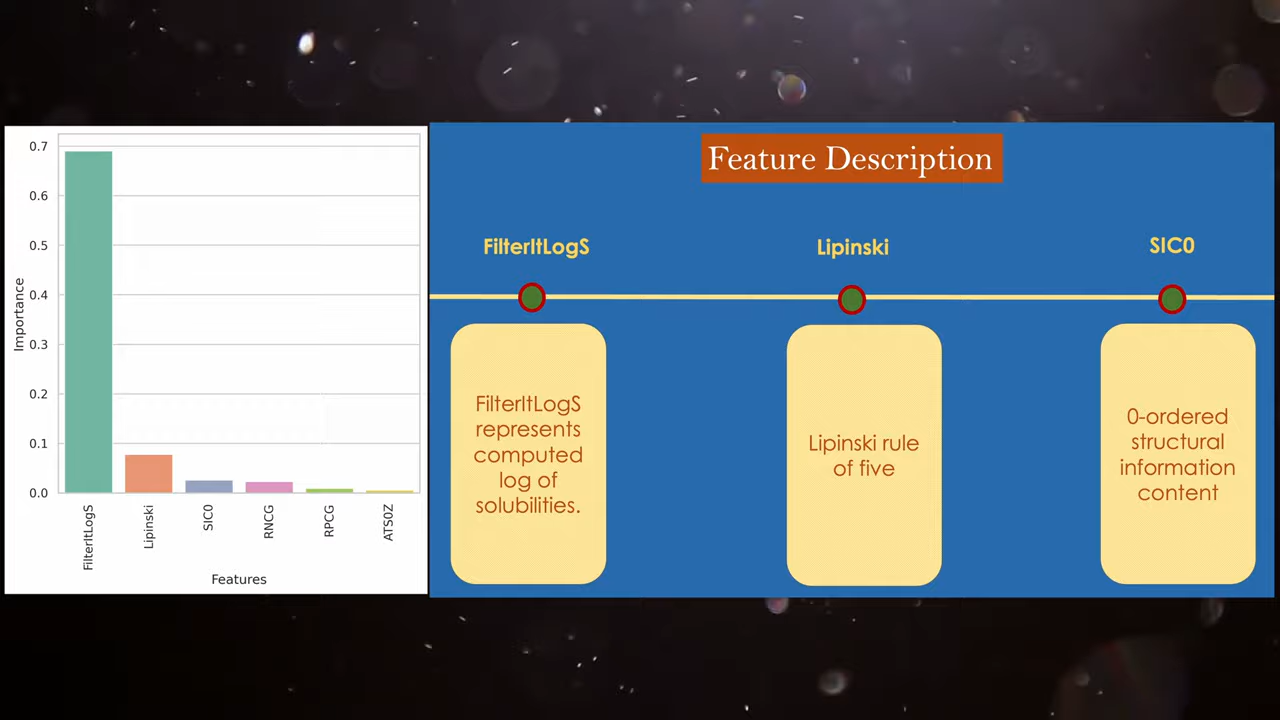 0.7
0.6
0.5
0.4
0.3
0.2
0.1
0.0
Importance
FilterItLogS
Lipinski
SIC0
RNCG
RPCG
ATS0Z
Features
Feature Description
FilterItLogS
Lipinski
SIC0
FilterItLogS
represents
computed
log of
solubilities.
Lipinski rule
of five
0-ordered
structural
information
content